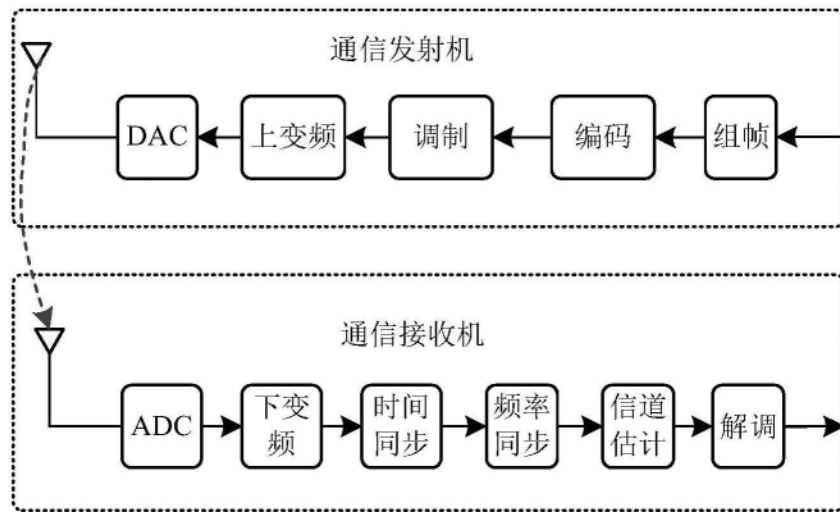 通信发射机
DAC
上变频
调制
编码
组帧
通信接收机
ADC
下变
频
时间
同步
频率
同步
信道
估计
解调